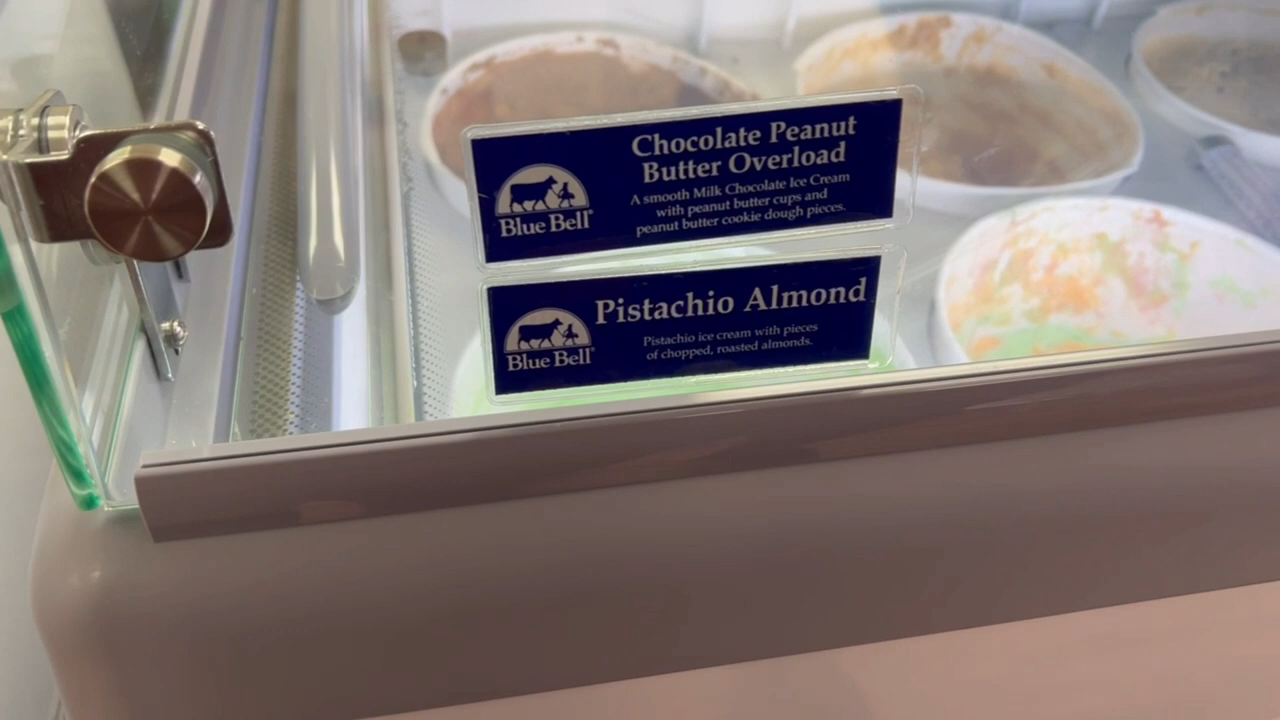 Chocolate Peanut
Butter Overload
A smooth Milk Chocolate Ice Cream
with peanut butter cups and
peanut butter cookie dough pieces.
Blue Bell®
Pistachio Almond
Pistachio ice cream with pieces
of chopped, roasted almonds.
Blue Bell®